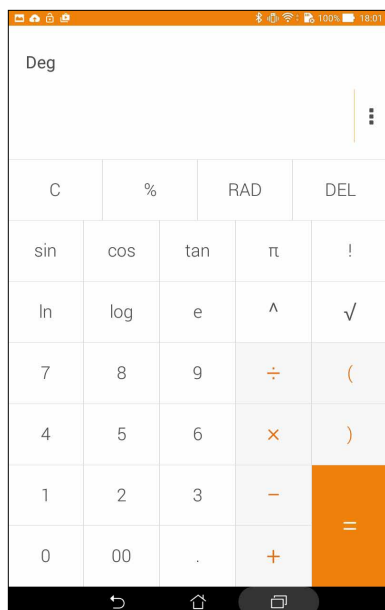 100% 18:01
Deg
C % RAD DEL
sin cos tan π !
ln log e ^ √
7 8 9 ÷ (
4 5 6 × )
1 2 3 −
=
0 00 . +